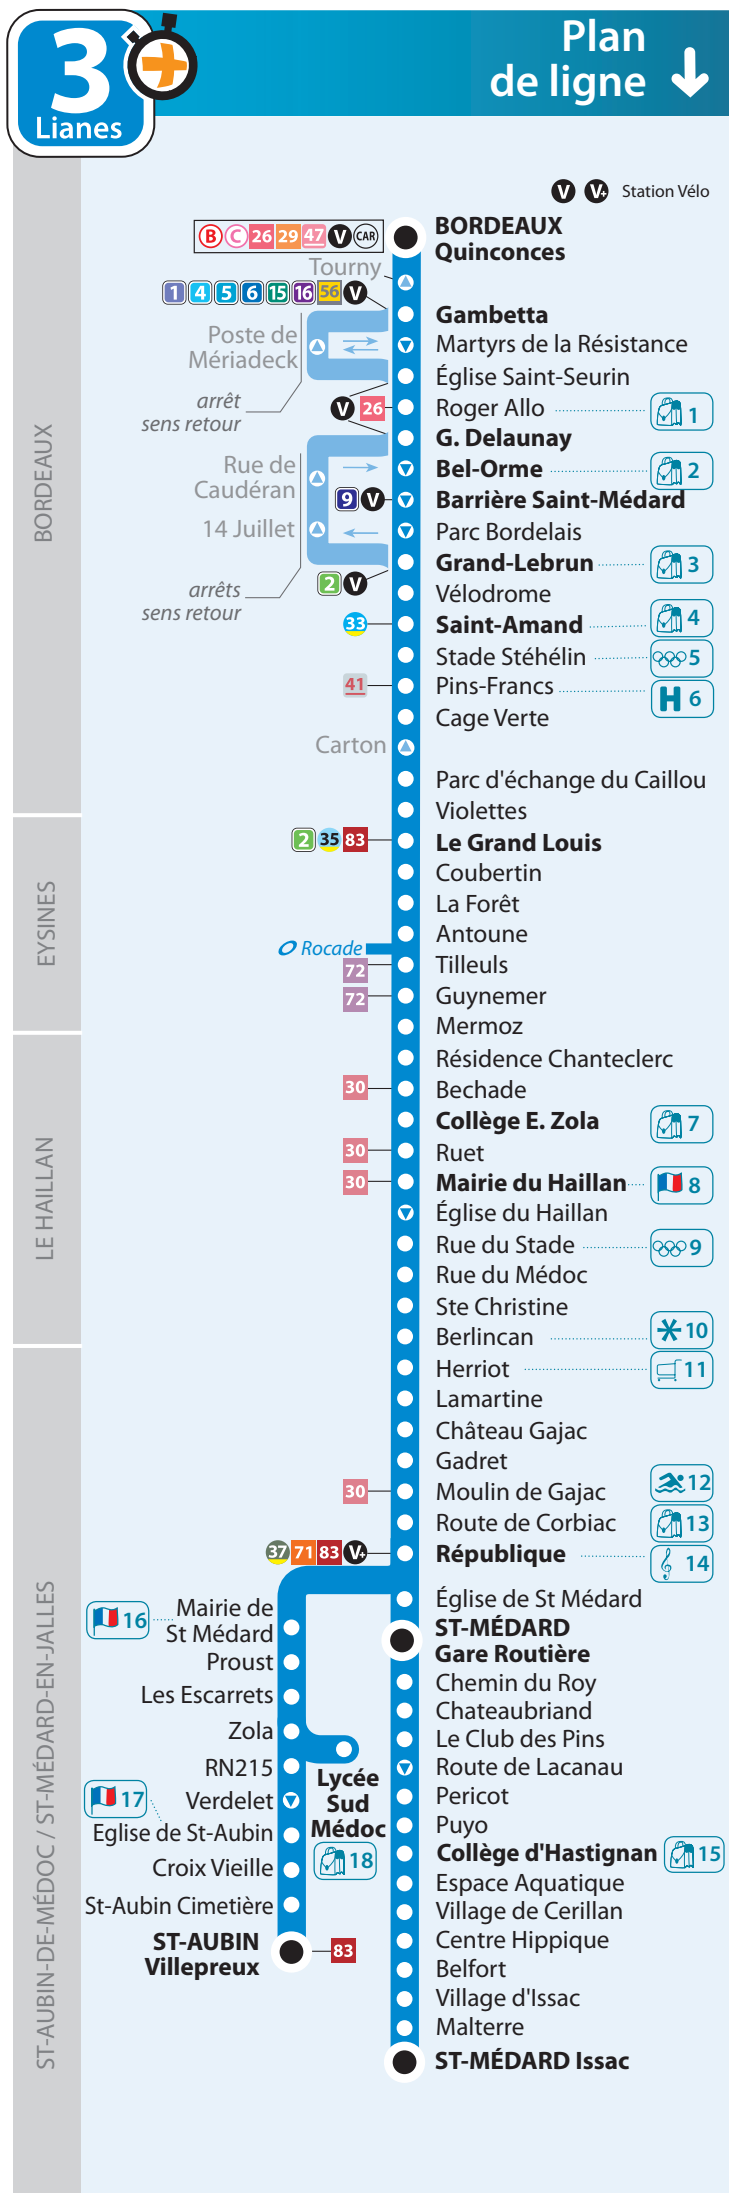 3
Lianes
Plan
de ligne
V V+ Station Vélo
B C 26 29 47 V CAR
BORDEAUX
Quinconces
Tourny
1 4 5 6 15 16 56 V
Gambetta
Poste de
Mériadeck
Martyrs de la Résistance
Église Saint-Seurin
arrêt
sens retour
V 26
Roger Allo 1
G. Delaunay
Rue de
Caudéran
Bel-Orme 2
9 V
Barrière Saint-Médard
14 Juillet
Parc Bordelais
2 V
Grand-Lebrun 3
arrêts
sens retour
Vélodrome
33
Saint-Amand 4
Stade Stéhélin 5
41
Pins-Francs H 6
Cage Verte
Carton
Parc d'échange du Caillou
Violettes
BORDEAUX
2 35 83
Le Grand Louis
Coubertin
La Forêt
Antoune
Rocade
72
Tilleuls
72
Guynemer
Mermoz
EYSINES
Résidence Chanteclerc
30
Bechade
Collège E. Zola 7
30
Ruet
30
Mairie du Haillan 8
Église du Haillan
Rue du Stade 9
Rue du Médoc
Ste Christine
Berlincan 10
LE HAILLAN
Herriot 11
Lamartine
Château Gajac
Gadret
30
Moulin de Gajac 12
Route de Corbiac 13
37 71 83 V+
République 14
Église de St Médard
ST-MÉDARD
Gare Routière
Chemin du Roy
Chateaubriand
Le Club des Pins
Route de Lacanau
Pericot
Puyo
Collège d'Hastignan 15
Espace Aquatique
Village de Cerillan
Centre Hippique
Belfort
Village d'Issac
Malterre
ST-MÉDARD Issac
16 Mairie de
St Médard
Proust
Les Escarrets
Zola
Lycée
Sud
Médoc
18
RN215
Verdelet
17
Eglise de St-Aubin
Croix Vieille
St-Aubin Cimetière
ST-AUBIN
Villepreux
83
ST-AUBIN-DE-MÉDOC / ST-MÉDARD-EN-JALLES